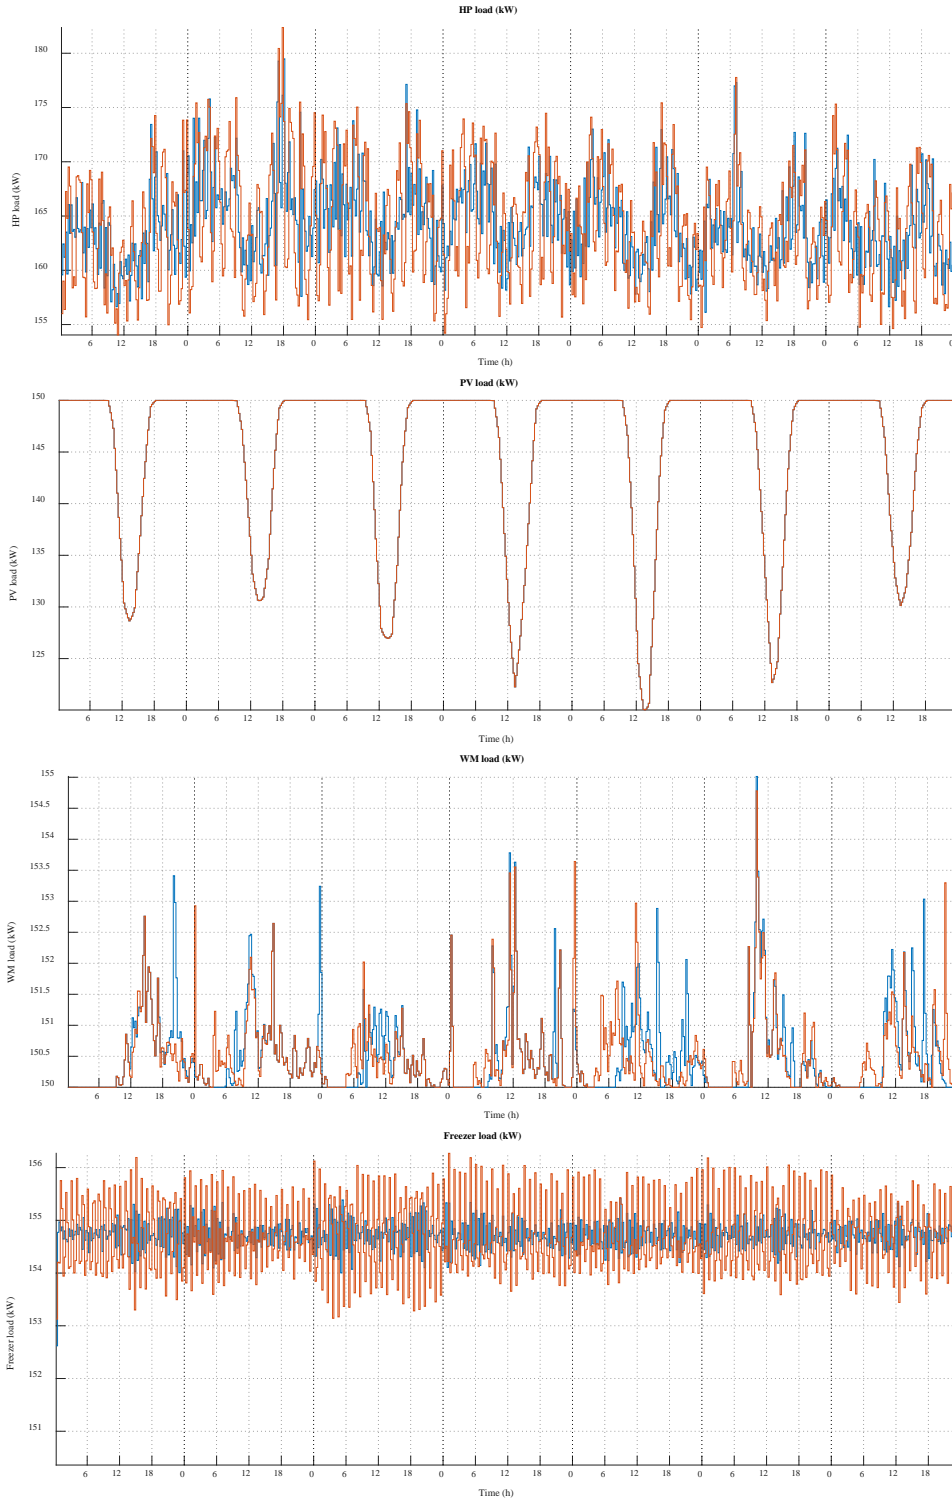 HP load (kW)
180
175
170
165
160
155
HP load (kW)
6 12 18 0 6 12 18 0 6 12 18 0 6 12 18 0 6 12 18 0 6 12 18 0 6 12 18 0
Time (h)
PV load (kW)
150
145
140
135
130
125
PV load (kW)
6 12 18 0 6 12 18 0 6 12 18 0 6 12 18 0 6 12 18 0 6 12 18 0 6 12 18
Time (h)
WM load (kW)
155
154.5
154
153.5
153
152.5
152
151.5
151
150.5
150
WM load (kW)
6 12 18 0 6 12 18 0 6 12 18 0 6 12 18 0 6 12 18 0 6 12 18 0 6 12 18
Time (h)
Freezer load (kW)
156
155
154
153
152
151
Freezer load (kW)
6 12 18 0 6 12 18 0 6 12 18 0 6 12 18 0 6 12 18 0 6 12 18 0 6 12 18
Time (h)